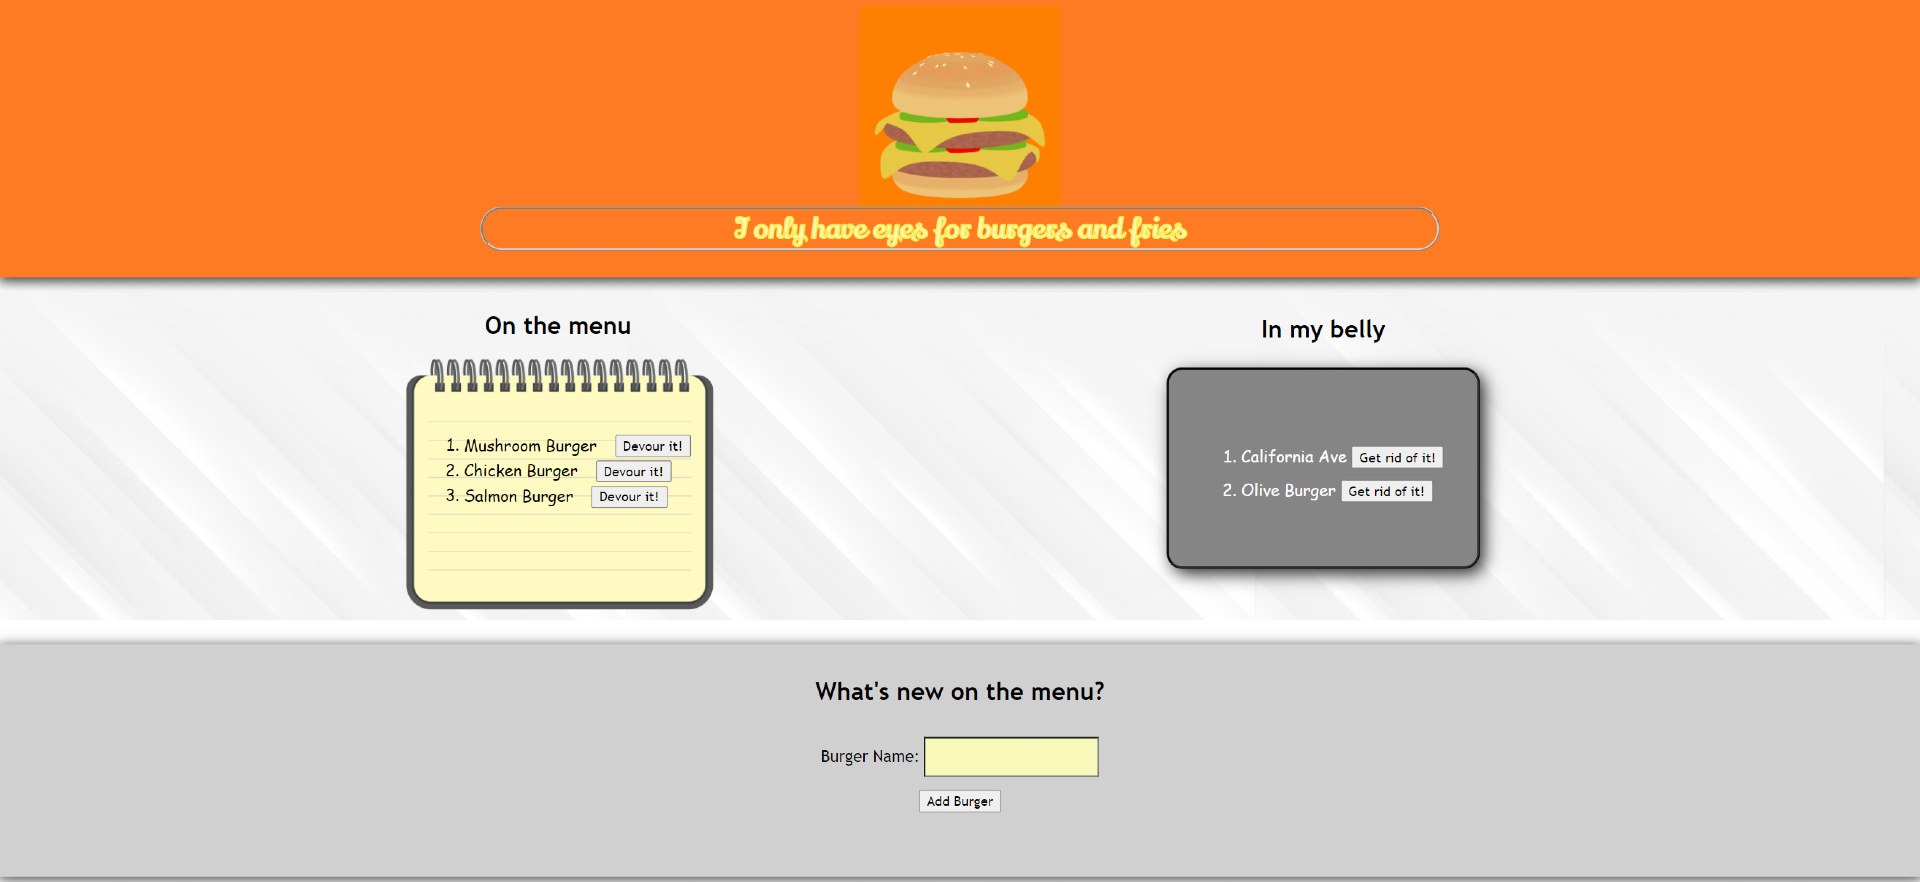 I only have eyes for burgers and fries
On the menu
1. Mushroom Burger Devour it!
2. Chicken Burger Devour it!
3. Salmon Burger Devour it!
In my belly
1. California Ave Get rid of it!
2. Olive Burger Get rid of it!
What's new on the menu?
Burger Name:
Add Burger